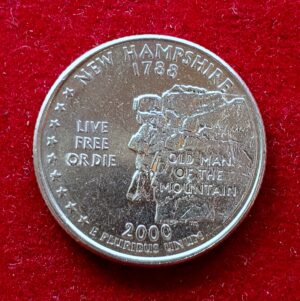 NEW HAMPSHIRE
1788
LIVE
FREE
OR DIE
OLD MAN
OF THE
MOUNTAIN
2000
E PLURIBUS UNUM